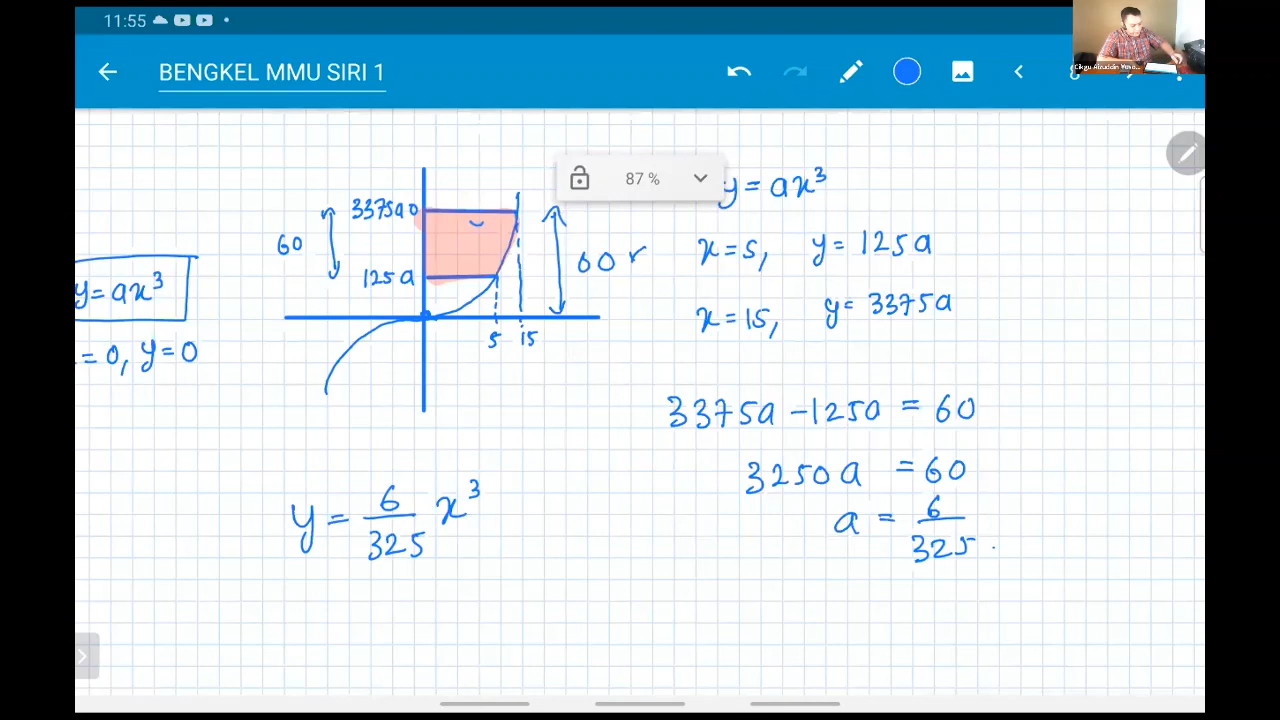 11:55
BENGKEL MMU SIRI 1
87 %
y = ax³
3375a
60
125a
60
x = 5, y = 125a
y = ax³
x = 15, y = 3375a
= 0, y = 0
5 15
3375a - 125a = 60
3250a = 60
y = 6/325 x³
a = 6/325